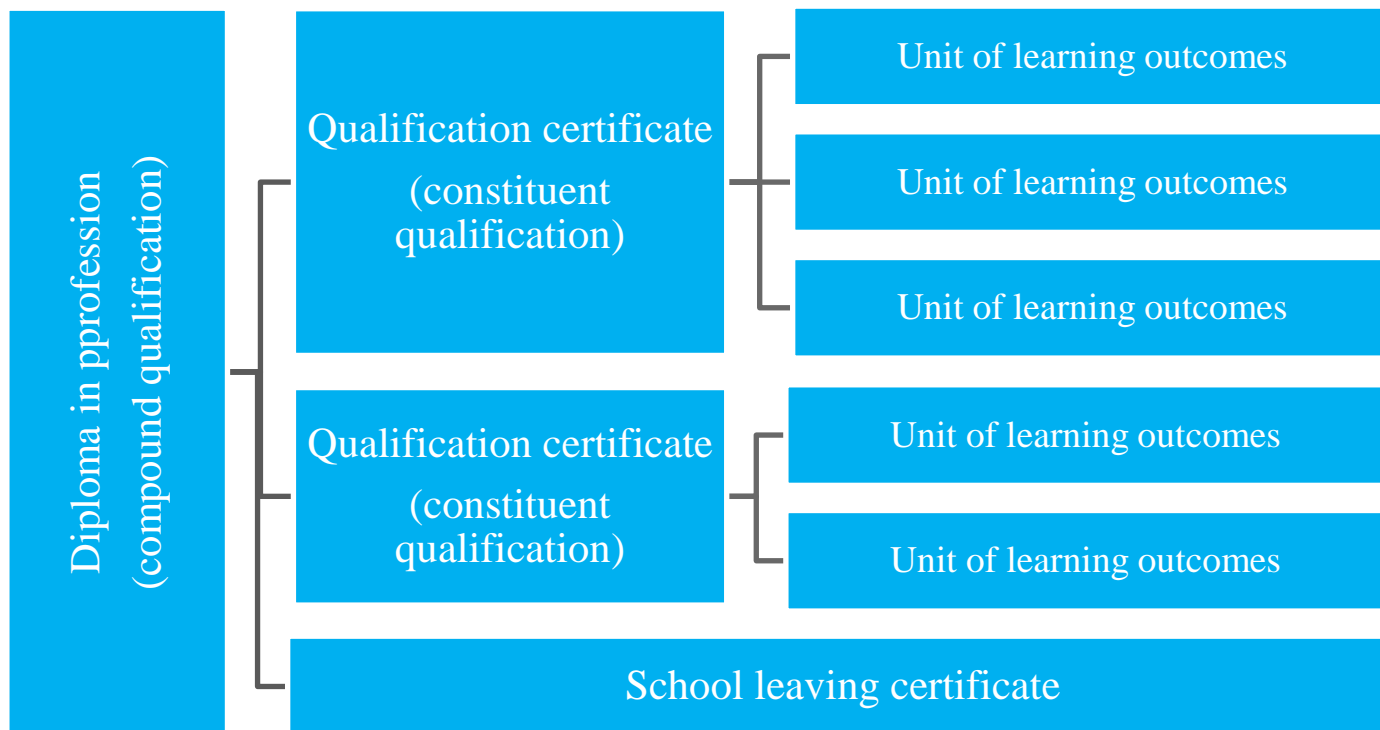 Diploma in pprofession
(compound qualification)
Qualification certificate
(constituent
qualification)
Unit of learning outcomes
Unit of learning outcomes
Unit of learning outcomes
Qualification certificate
(constituent
qualification)
Unit of learning outcomes
Unit of learning outcomes
School leaving certificate